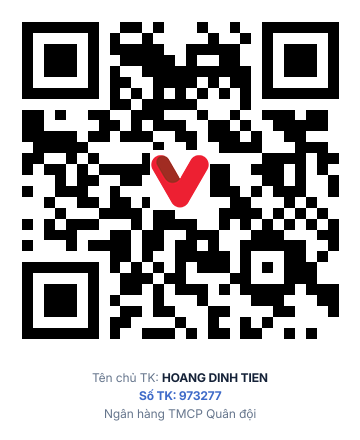 Tên chủ TK: HOANG DINH TIEN
Số TK: 973277
Ngân hàng TMCP Quân đội